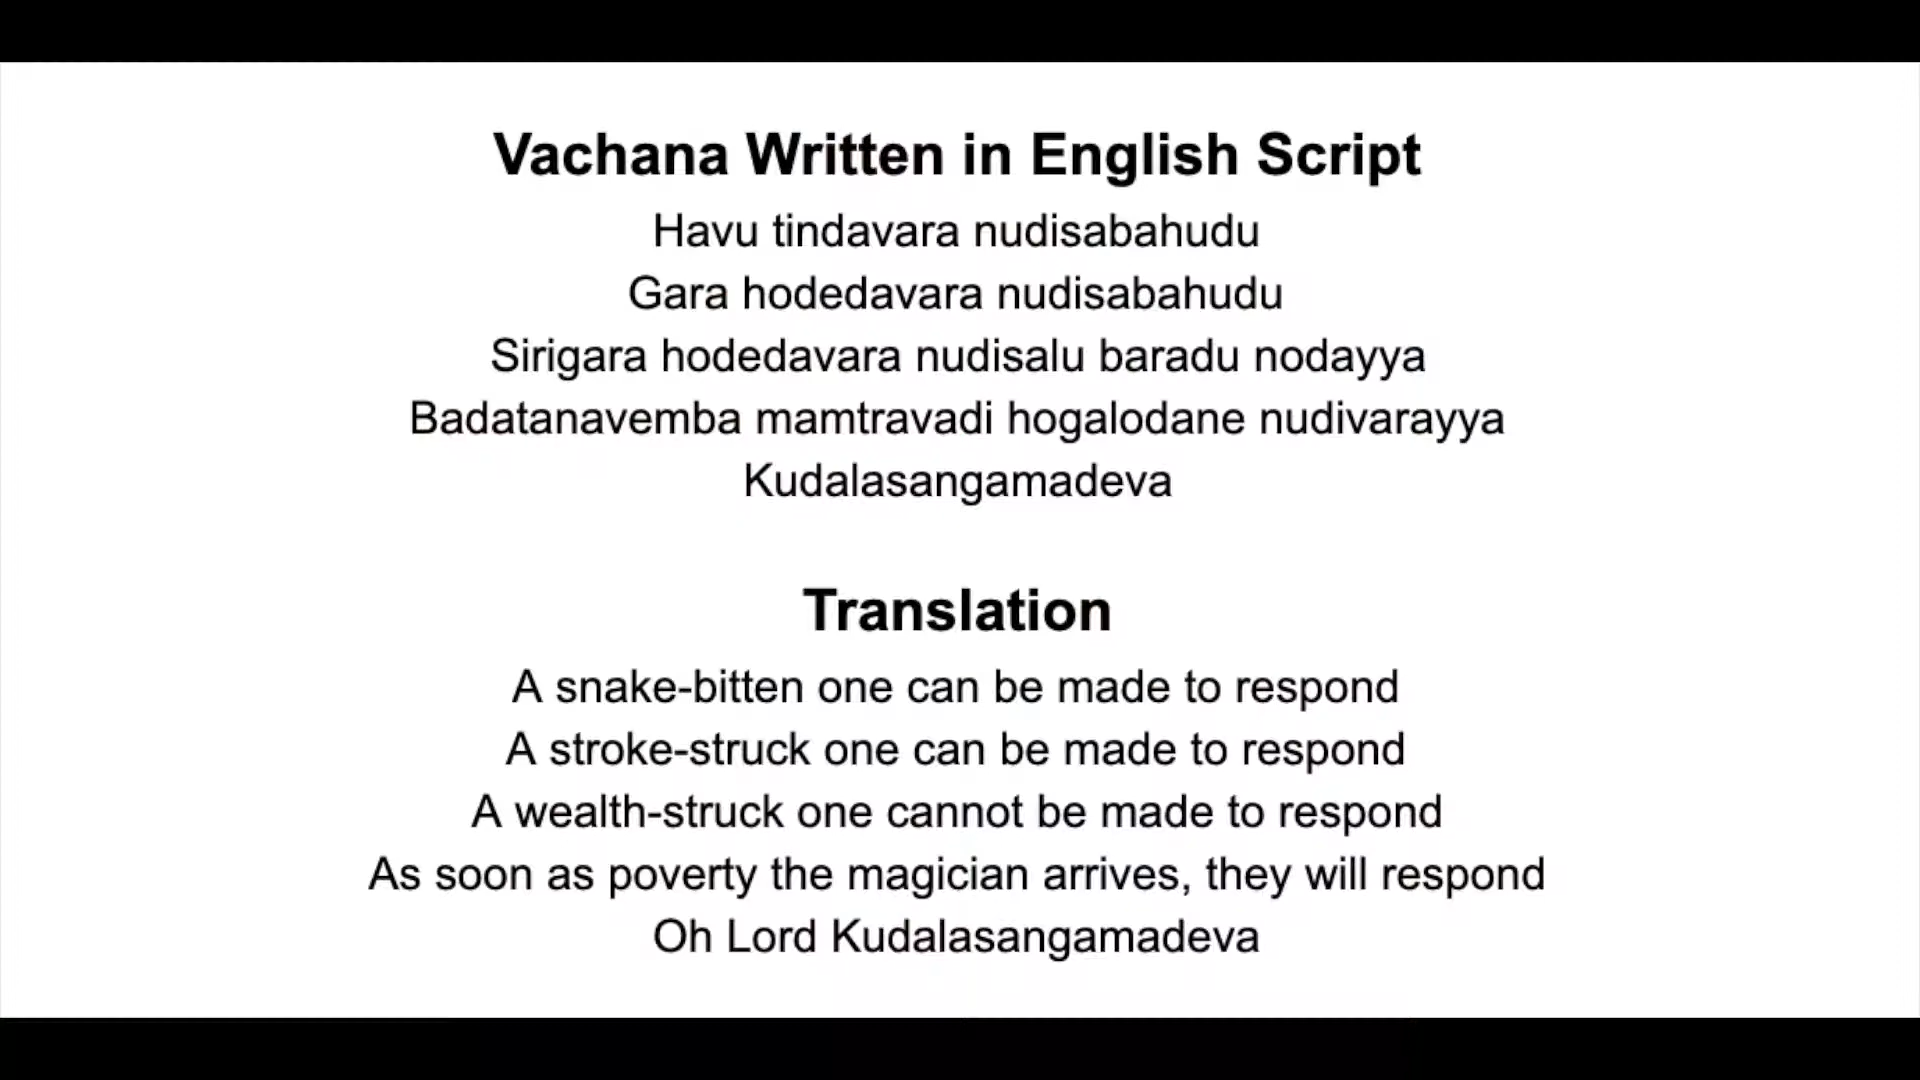 Vachana Written in English Script
Havu tindavara nudisabahudu
Gara hodedavara nudisabahudu
Sirigara hodedavara nudisalu baradu nodayya
Badatanavemba mamtravadi hogalodane nudivarayya
Kudalasangamadeva
Translation
A snake-bitten one can be made to respond
A stroke-struck one can be made to respond
A wealth-struck one cannot be made to respond
As soon as poverty the magician arrives, they will respond
Oh Lord Kudalasangamadeva